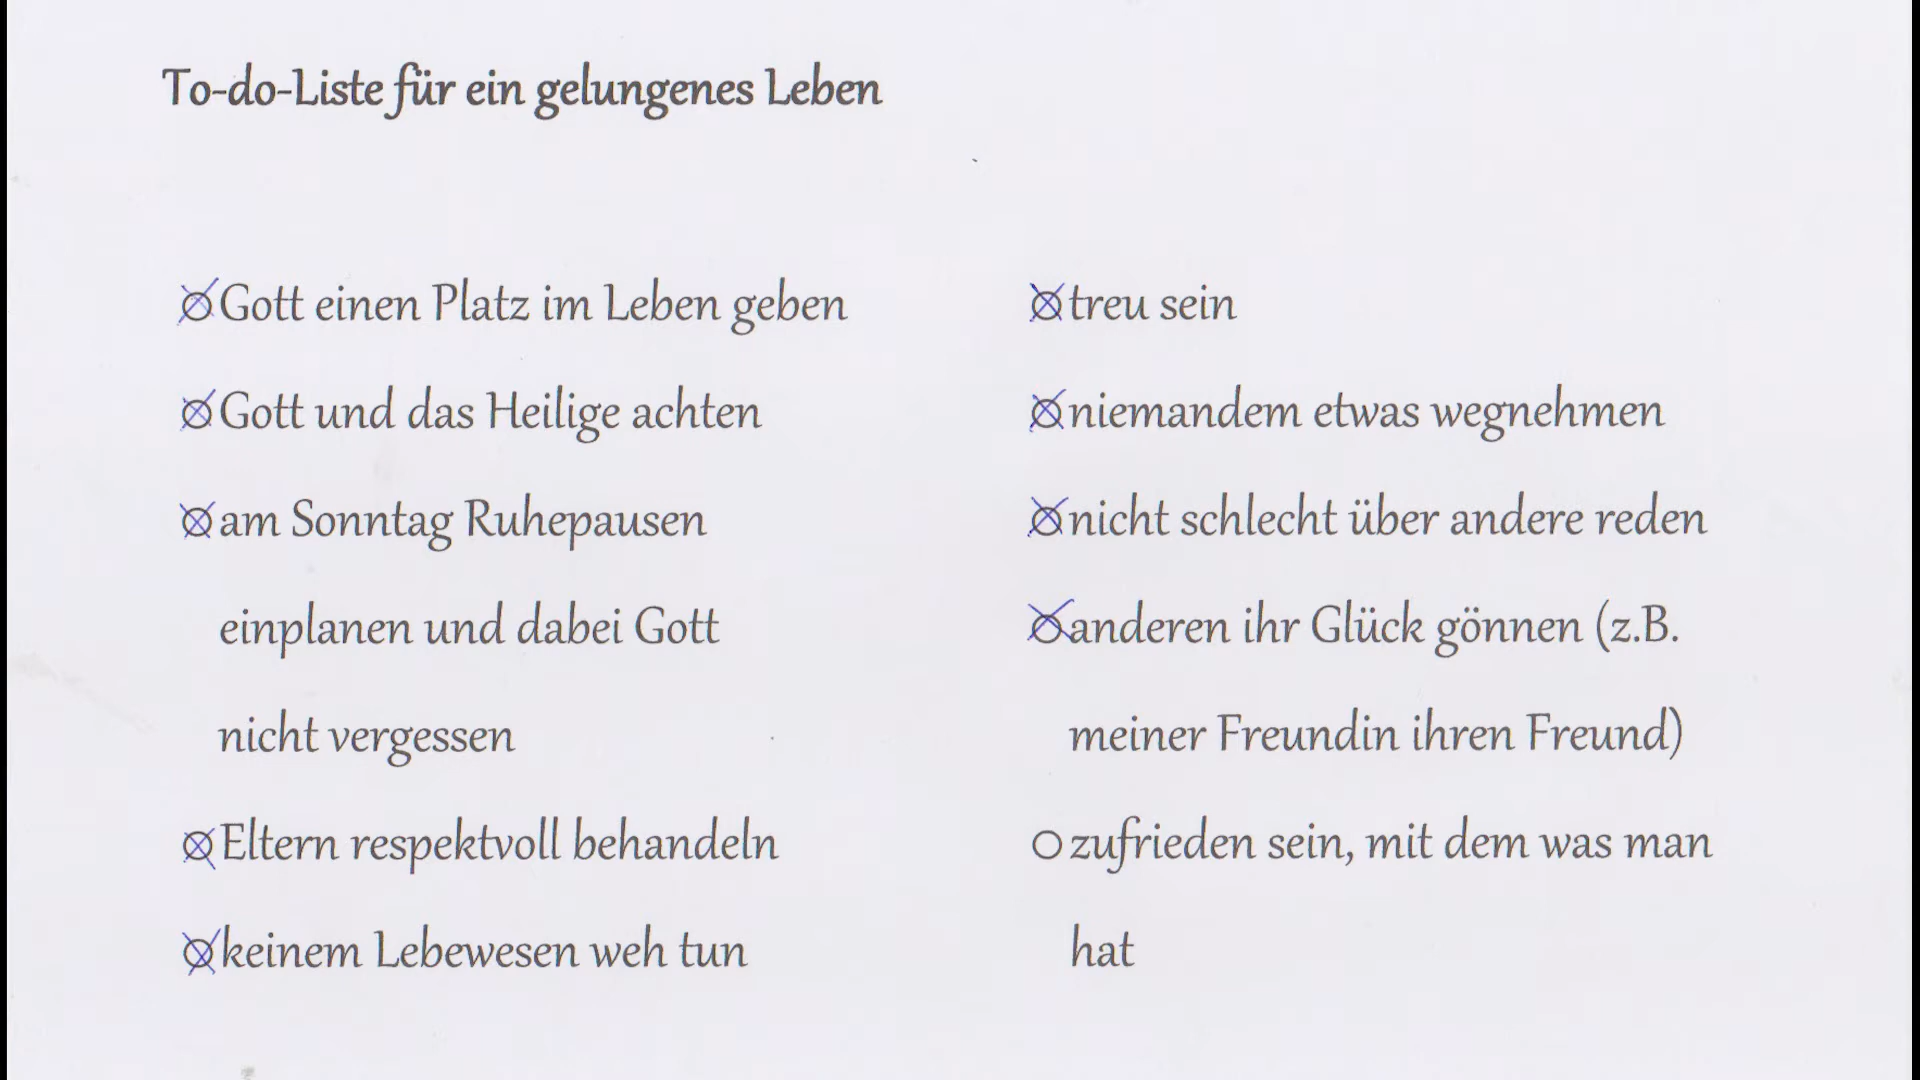 To-do-Liste für ein gelungenes Leben
Gott einen Platz im Leben geben
Gott und das Heilige achten
am Sonntag Ruhepausen
einplanen und dabei Gott
nicht vergessen
Eltern respektvoll behandeln
keinem Lebewesen weh tun
treu sein
niemandem etwas wegnehmen
nicht schlecht über andere reden
anderen ihr Glück gönnen (z.B.
meiner Freundin ihren Freund)
zufrieden sein, mit dem was man
hat